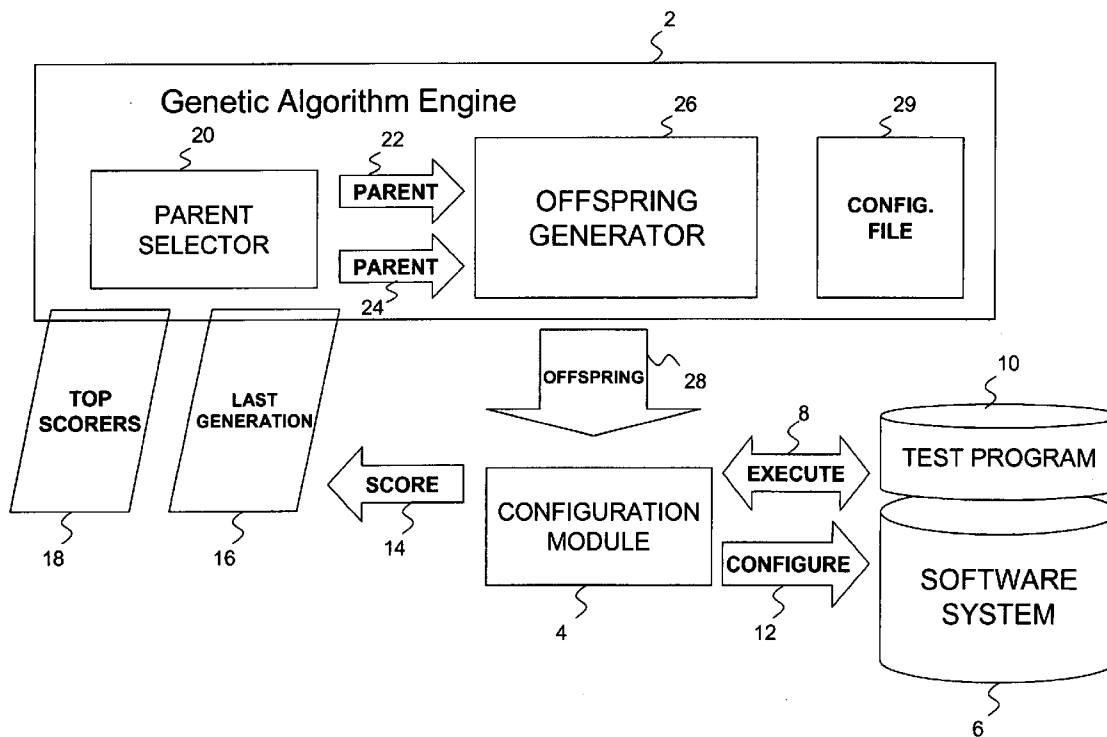 2
Genetic Algorithm Engine
20
22
26
29
PARENT
SELECTOR
PARENT
PARENT
24
OFFSPRING
GENERATOR
CONFIG.
FILE
OFFSPRING
28
TOP
SCORERS
LAST
GENERATION
18
16
SCORE
14
CONFIGURATION
MODULE
4
8
EXECUTE
CONFIGURE
12
10
TEST PROGRAM
SOFTWARE
SYSTEM
6